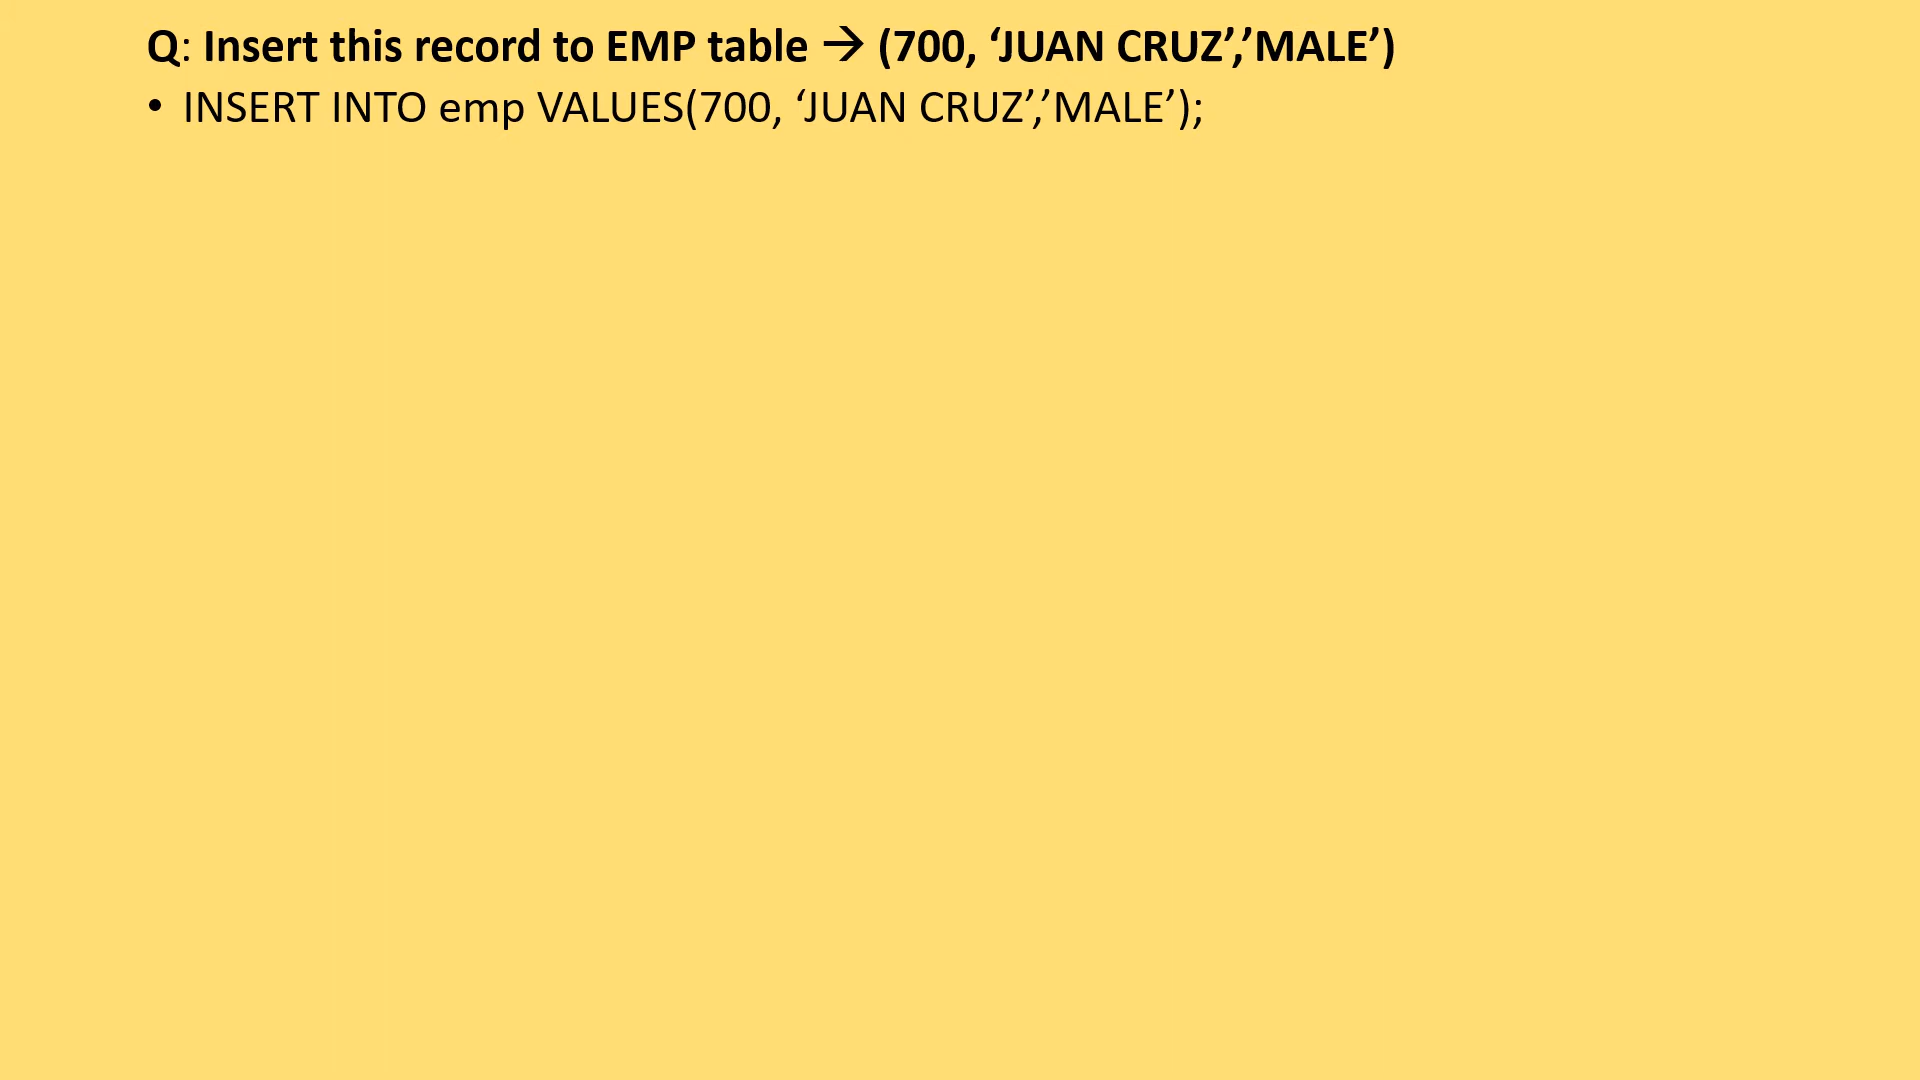 Q: Insert this record to EMP table → (700, ‘JUAN CRUZ’,’MALE’)
• INSERT INTO emp VALUES(700, ‘JUAN CRUZ’,’MALE’);